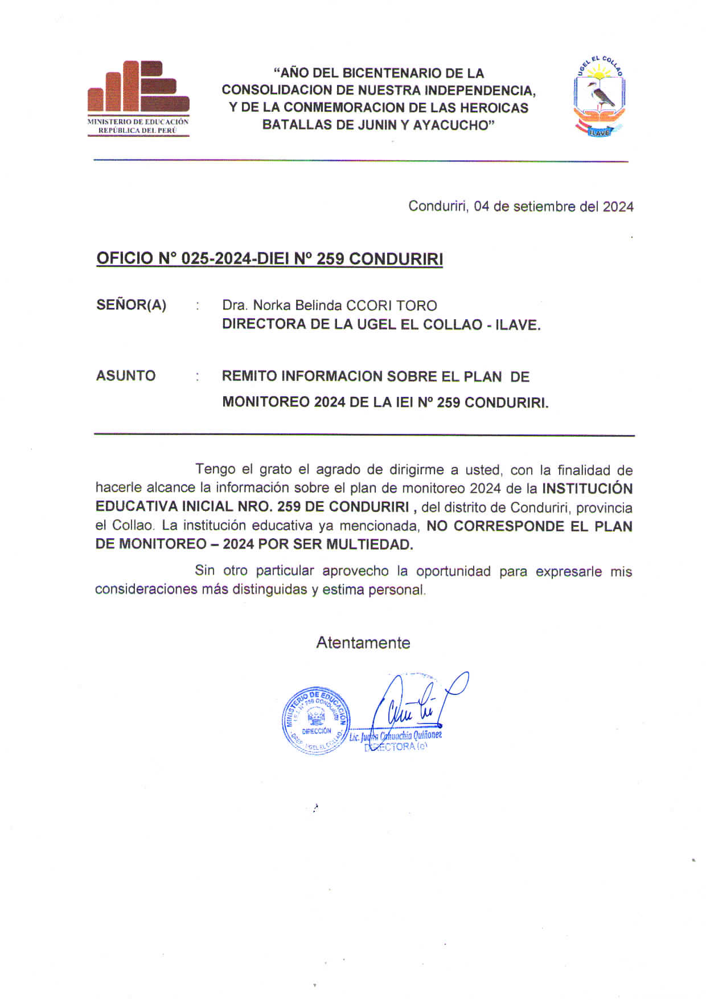 MINISTERIO DE EDUCACIÓN
REPÚBLICA DEL PERÚ
“AÑO DEL BICENTENARIO DE LA
CONSOLIDACION DE NUESTRA INDEPENDENCIA,
Y DE LA CONMEMORACION DE LAS HEROICAS
BATALLAS DE JUNIN Y AYACUCHO”
UGEL EL COLLAO
ILAVE
Conduriri, 04 de setiembre del 2024
OFICIO N° 025-2024-DIEI Nº 259 CONDURIRI
SEÑOR(A) : Dra. Norka Belinda CCORI TORO
DIRECTORA DE LA UGEL EL COLLAO - ILAVE.
ASUNTO : REMITO INFORMACION SOBRE EL PLAN DE
MONITOREO 2024 DE LA IEI Nº 259 CONDURIRI.
Tengo el grato el agrado de dirigirme a usted, con la finalidad de
hacerle alcance la información sobre el plan de monitoreo 2024 de la INSTITUCIÓN
EDUCATIVA INICIAL NRO. 259 DE CONDURIRI , del distrito de Conduriri, provincia
el Collao. La institución educativa ya mencionada, NO CORRESPONDE EL PLAN
DE MONITOREO – 2024 POR SER MULTIEDAD.
Sin otro particular aprovecho la oportunidad para expresarle mis
consideraciones más distinguidas y estima personal.
Atentamente
MINISTERIO DE EDUCACIÓN
CONDURIRI
DIRECCIÓN
UGEL EL COLLAO
Lic. Juana Cahuachia Quiñonez
DIRECTORA (e)